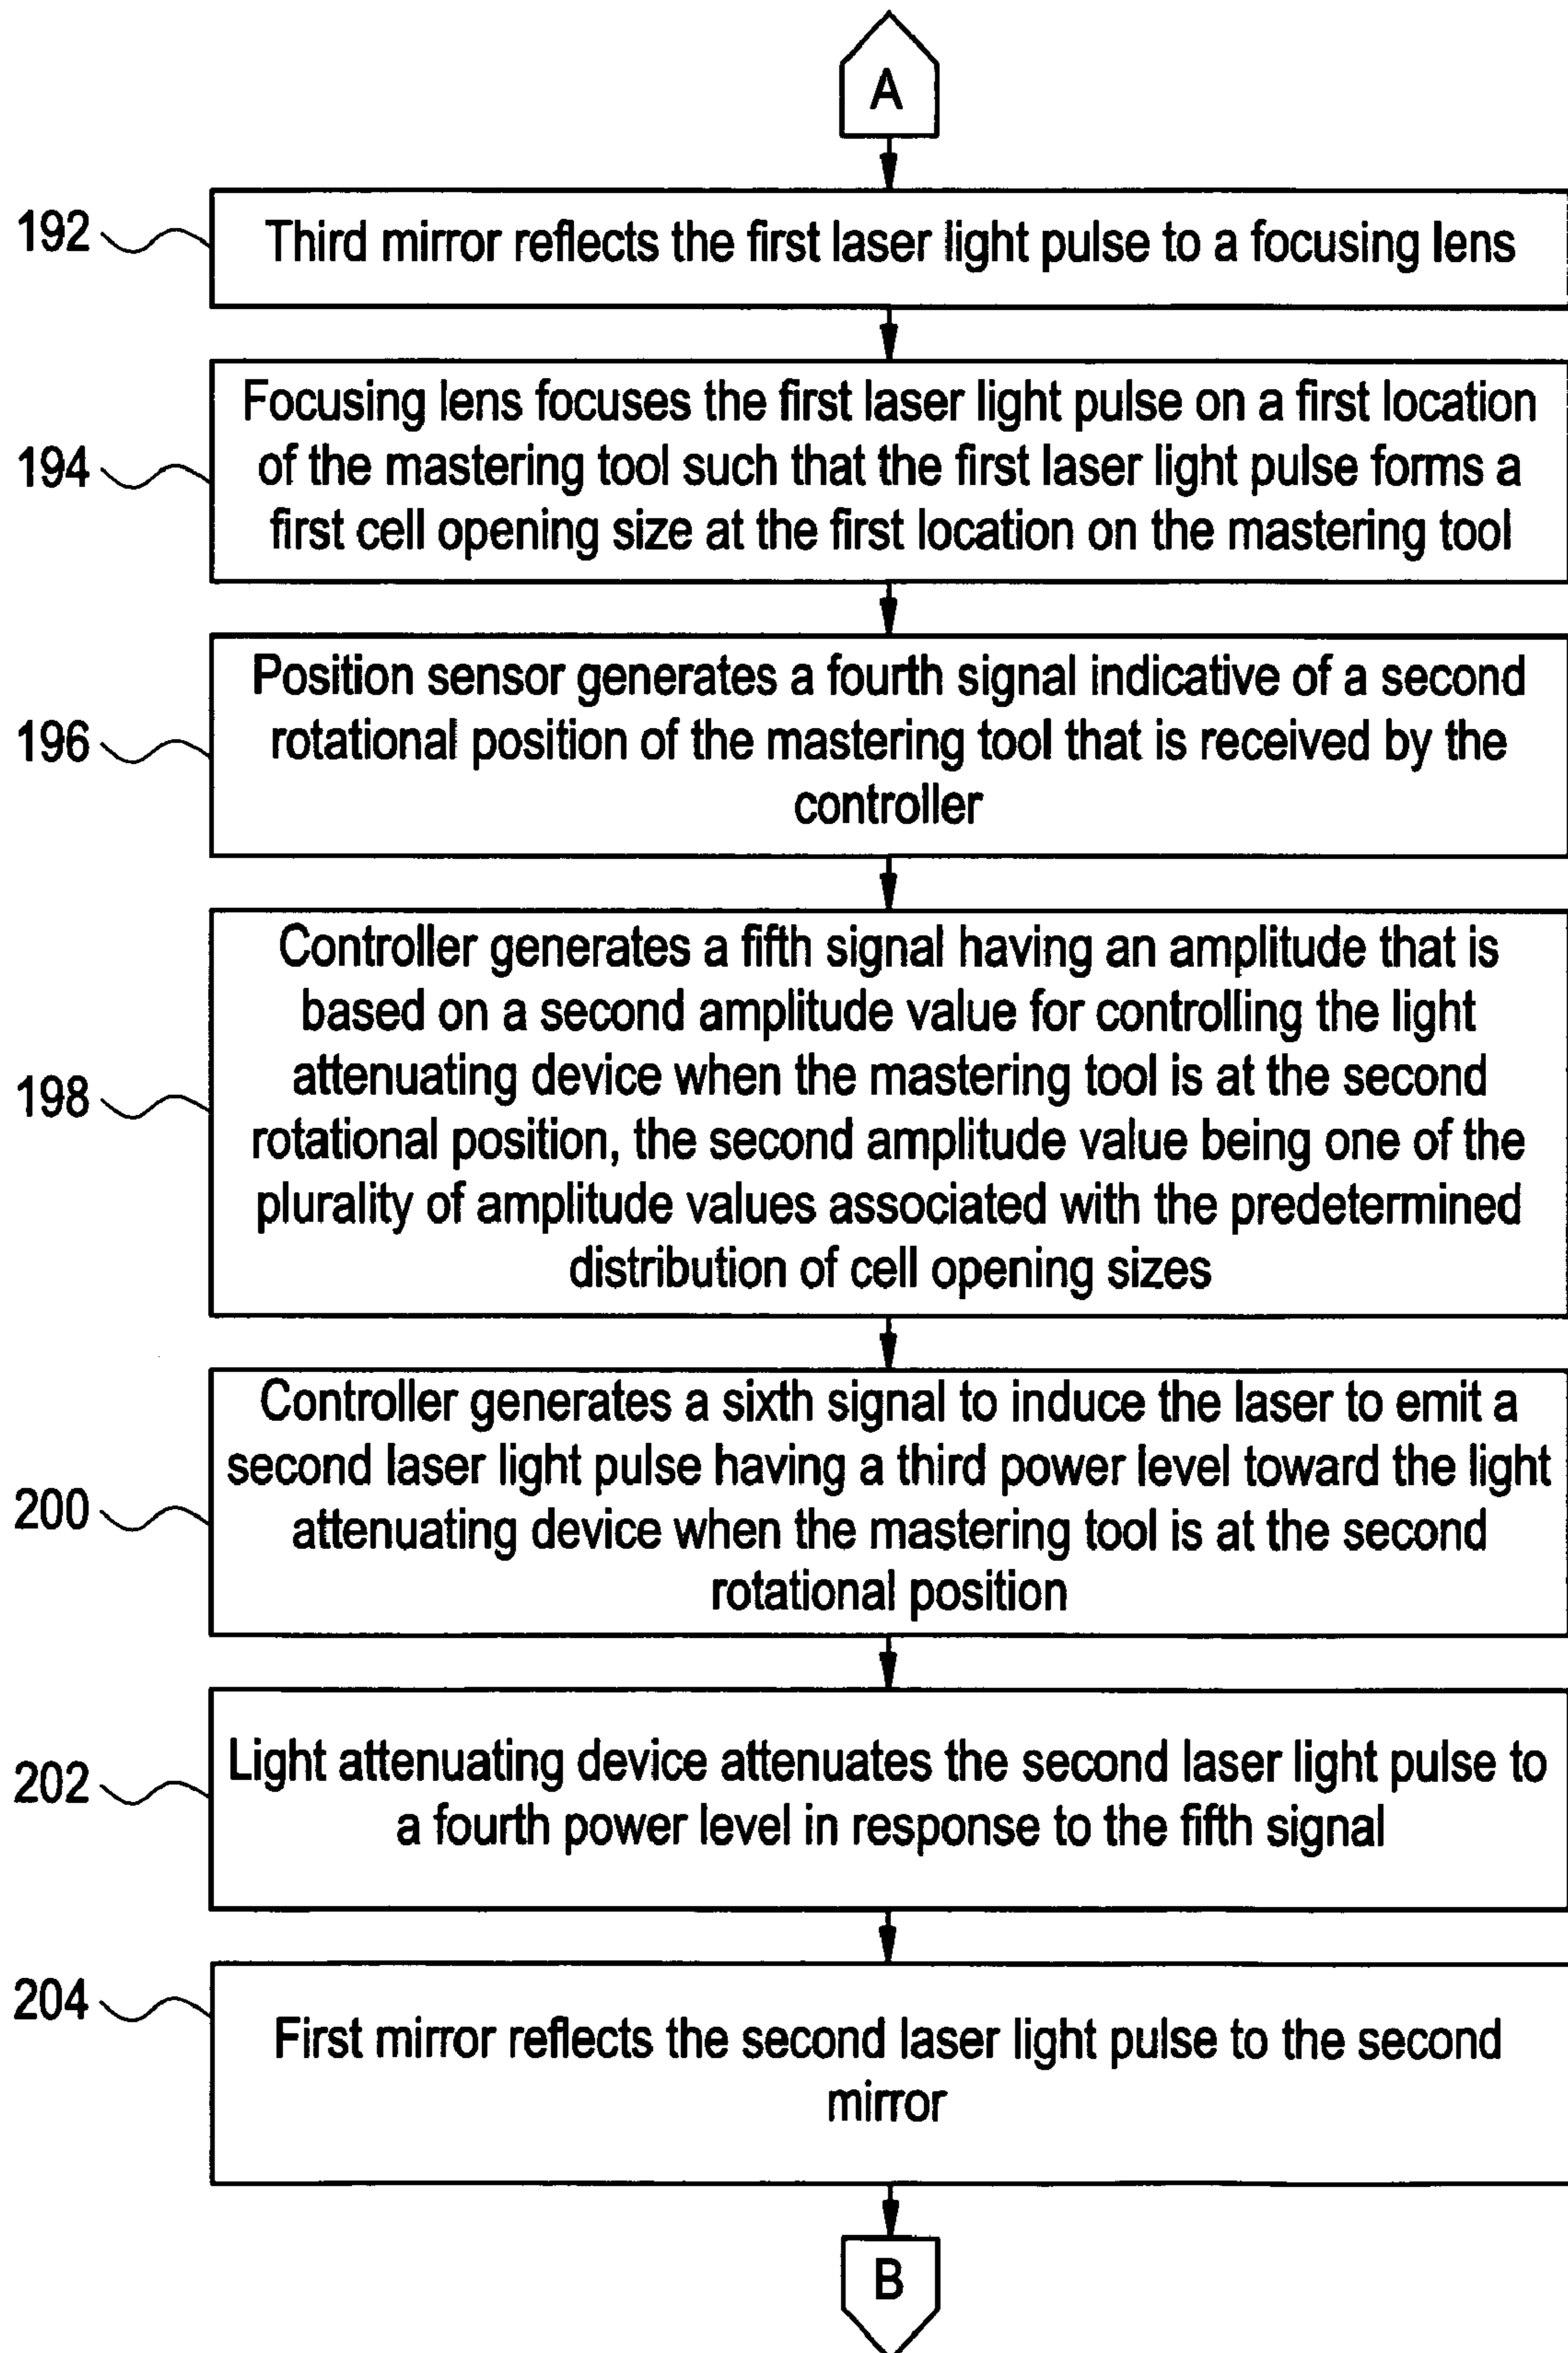 A
192
Third mirror reflects the first laser light pulse to a focusing lens
194
Focusing lens focuses the first laser light pulse on a first location
of the mastering tool such that the first laser light pulse forms a
first cell opening size at the first location on the mastering tool
196
Position sensor generates a fourth signal indicative of a second
rotational position of the mastering tool that is received by the
controller
198
Controller generates a fifth signal having an amplitude that is
based on a second amplitude value for controlling the light
attenuating device when the mastering tool is at the second
rotational position, the second amplitude value being one of the
plurality of amplitude values associated with the predetermined
distribution of cell opening sizes
200
Controller generates a sixth signal to induce the laser to emit a
second laser light pulse having a third power level toward the light
attenuating device when the mastering tool is at the second
rotational position
202
Light attenuating device attenuates the second laser light pulse to
a fourth power level in response to the fifth signal
204
First mirror reflects the second laser light pulse to the second
mirror
B